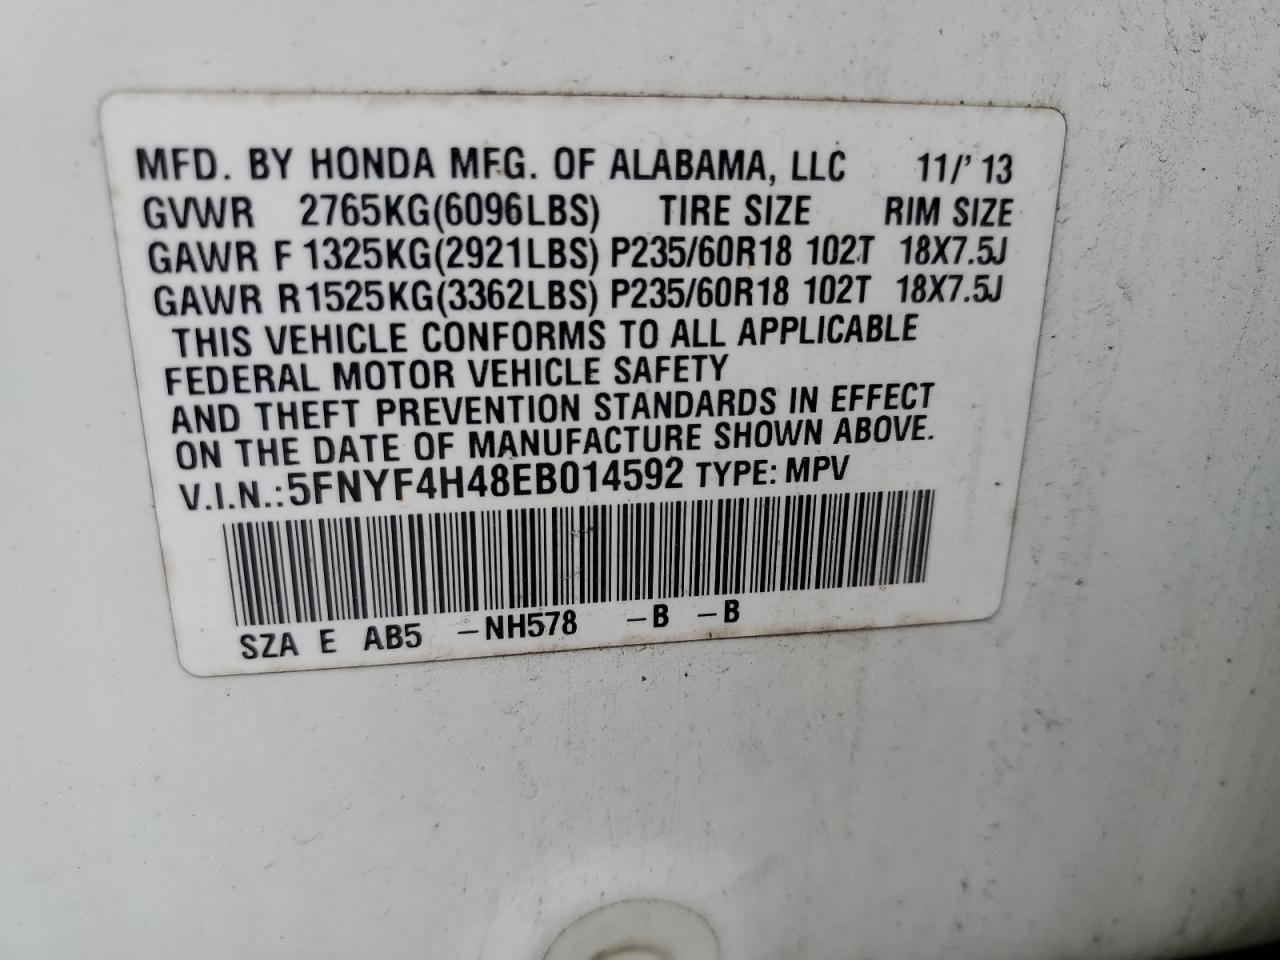 MFD. BY HONDA MFG. OF ALABAMA, LLC 11/' 13
GVWR 2765KG(6096LBS) TIRE SIZE RIM SIZE
GAWR F 1325KG(2921LBS) P235/60R18 102T 18X7.5J
GAWR R1525KG(3362LBS) P235/60R18 102T 18X7.5J
THIS VEHICLE CONFORMS TO ALL APPLICABLE
FEDERAL MOTOR VEHICLE SAFETY
AND THEFT PREVENTION STANDARDS IN EFFECT
ON THE DATE OF MANUFACTURE SHOWN ABOVE.
V.I.N.:5FNYF4H48EB014592 TYPE: MPV
SZA E AB5 -NH578 -B -B